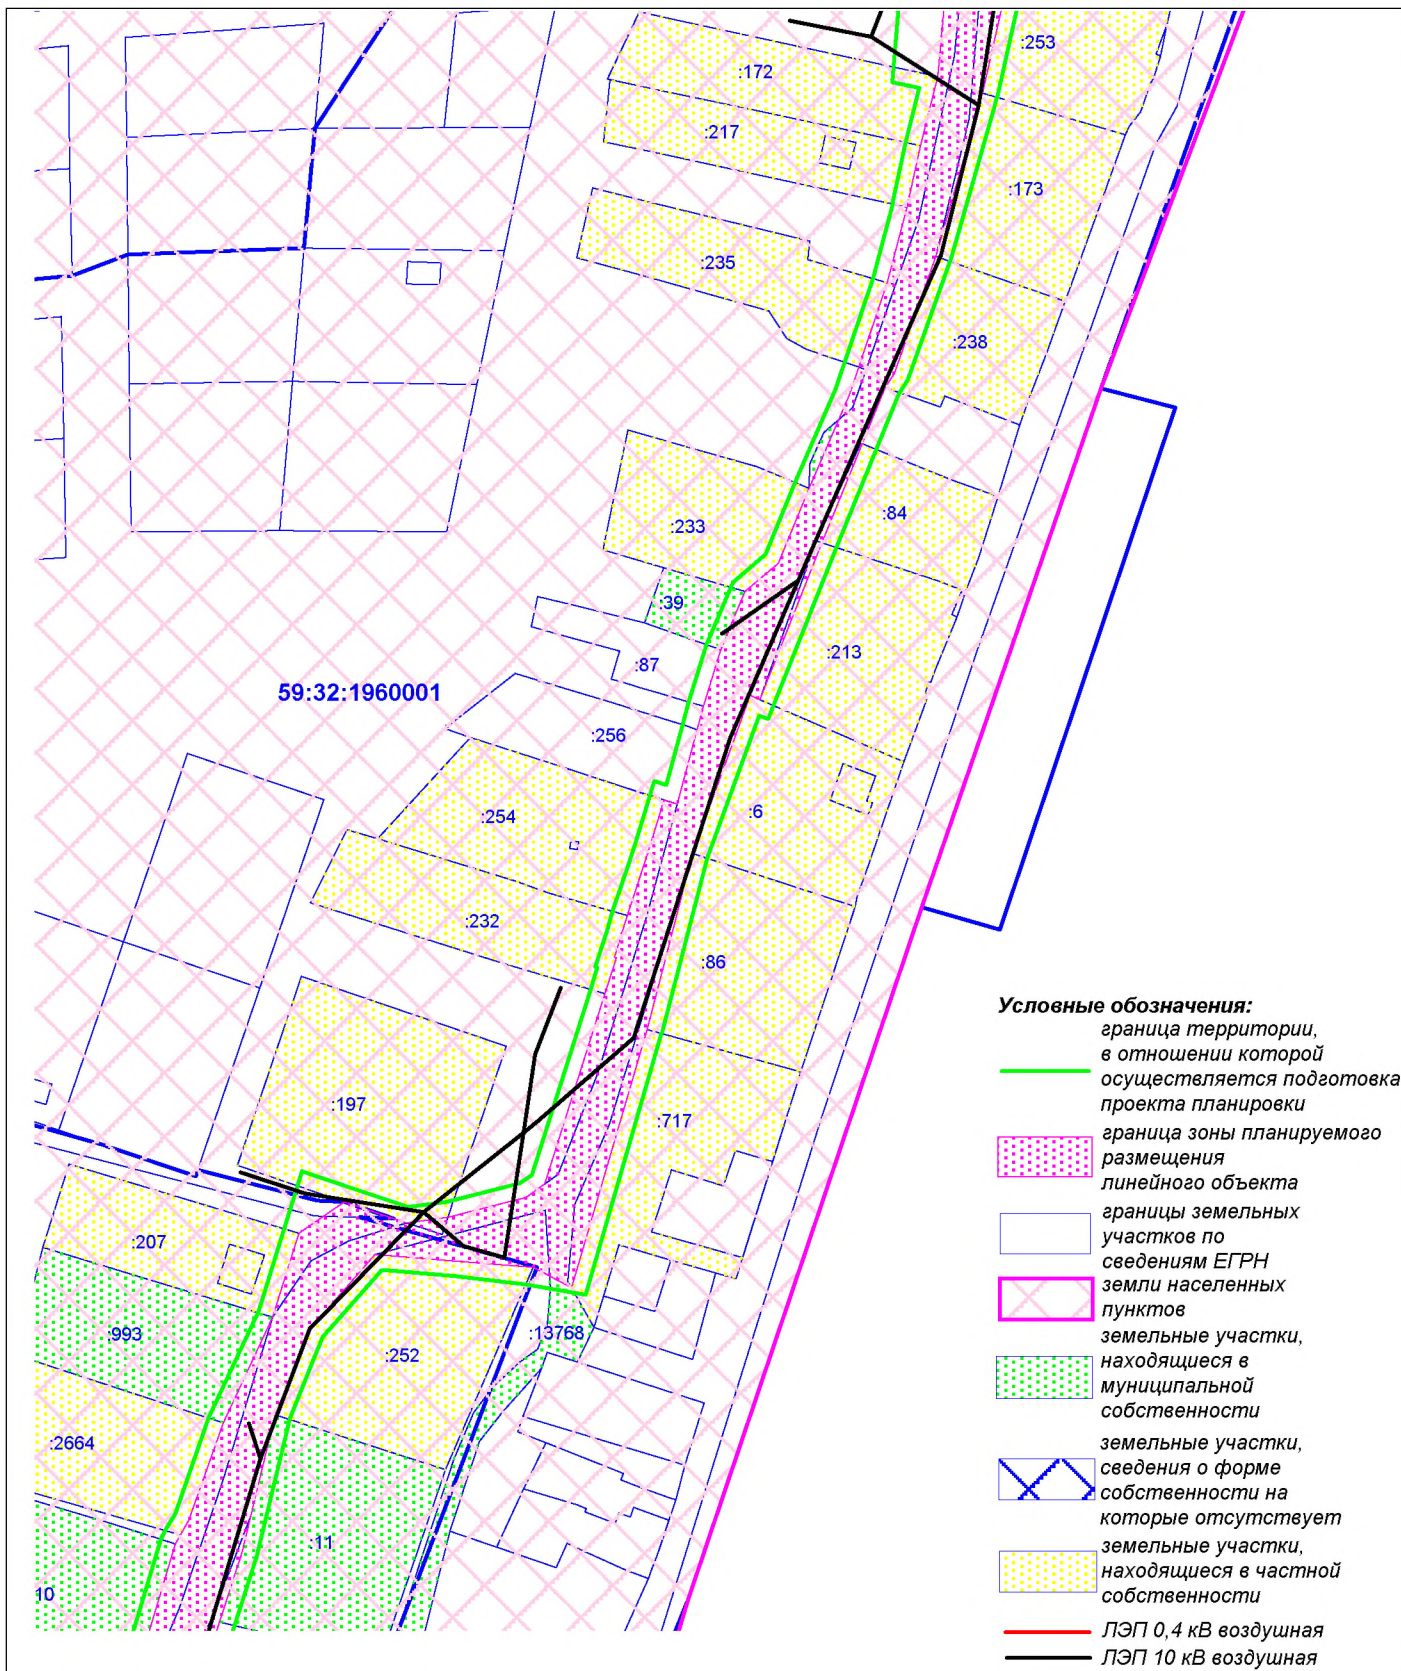 :253
:172
:217
:173
:235
:238
:233
:84
:39
:213
:87
59:32:1960001
:256
:254
:6
:232
:86
:197
:717
:207
:993
:13768
:252
:2664
:11
10
Условные обозначения:
граница территории,
в отношении которой
осуществляется подготовка
проекта планировки
граница зоны планируемого
размещения
линейного объекта
границы земельных
участков по
сведениям ЕГРН
земли населенных
пунктов
земельные участки,
находящиеся в
муниципальной
собственности
земельные участки,
сведения о форме
собственности на
которые отсутствует
земельные участки,
находящиеся в частной
собственности
ЛЭП 0,4 кВ воздушная
ЛЭП 10 кВ воздушная